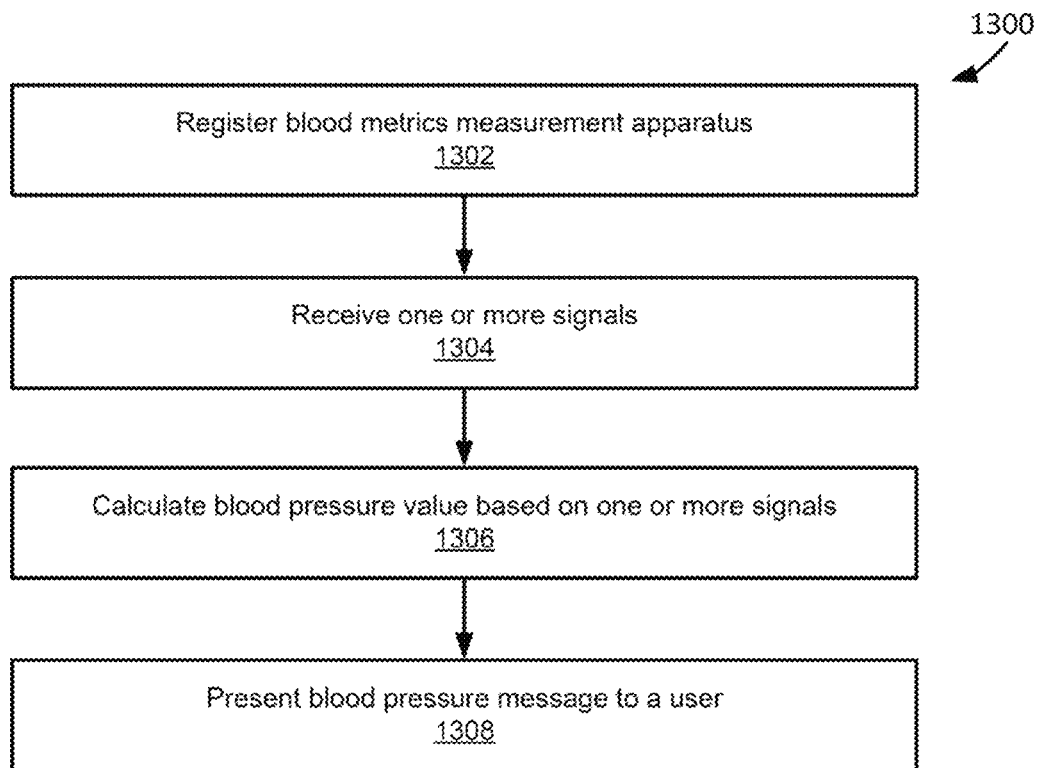 1300
Register blood metrics measurement apparatus
1302
Receive one or more signals
1304
Calculate blood pressure value based on one or more signals
1306
Present blood pressure message to a user
1308